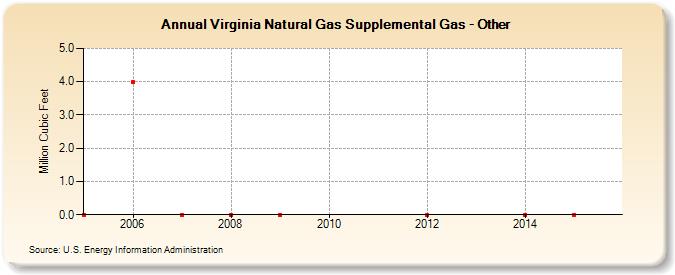 Annual Virginia Natural Gas Supplemental Gas - Other
Million Cubic Feet
5.0
4.0
3.0
2.0
1.0
0.0
2006 2008 2010 2012 2014
Source: U.S. Energy Information Administration